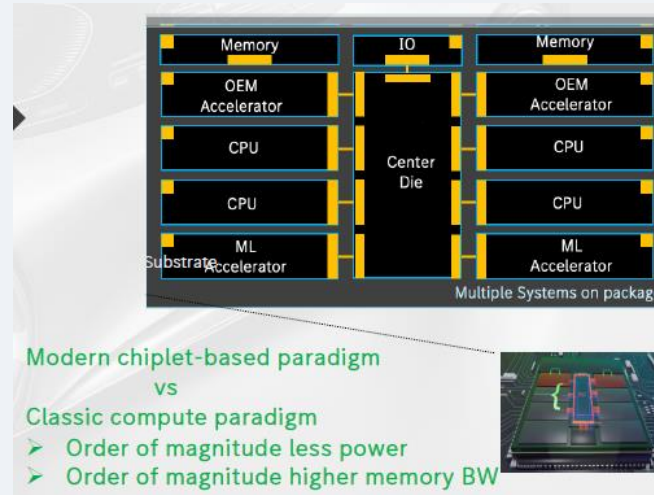 Memory
IO
Memory
OEM
Accelerator
OEM
Accelerator
CPU
CPU
Center
Die
CPU
CPU
ML
Accelerator
ML
Accelerator
Substrate
Multiple Systems on packag
Modern chiplet-based paradigm
vs
Classic compute paradigm
➢ Order of magnitude less power
➢ Order of magnitude higher memory BW